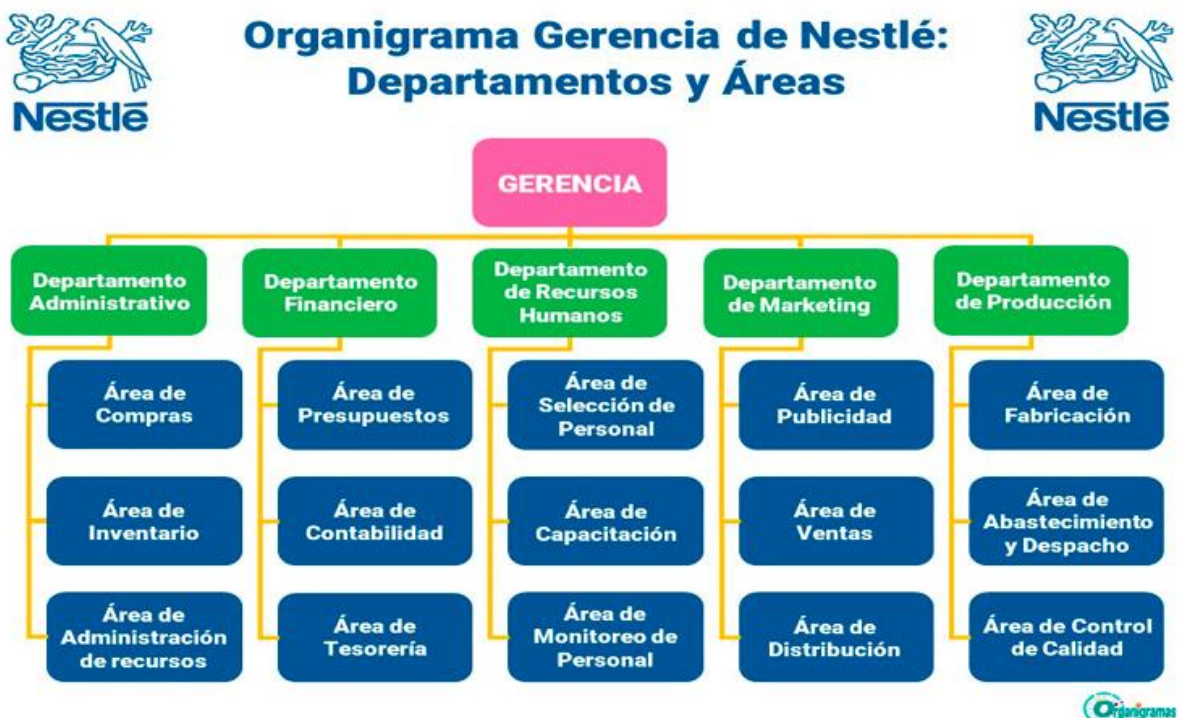 Organigrama Gerencia de Nestlé:
Departamentos y Áreas
Nestlé
Nestlé
GERENCIA
Departamento
Administrativo
Departamento
Financiero
Departamento
de Recursos
Humanos
Departamento
de Marketing
Departamento
de Producción
Área de
Compras
Área de
Presupuestos
Área de
Selección de
Personal
Área de
Publicidad
Área de
Fabricación
Área de
Inventario
Área de
Contabilidad
Área de
Capacitación
Área de
Ventas
Área de
Abastecimiento
y Despacho
Área de
Administración
de recursos
Área de
Tesorería
Área de
Monitoreo de
Personal
Área de
Distribución
Área de Control
de Calidad
Organigramas